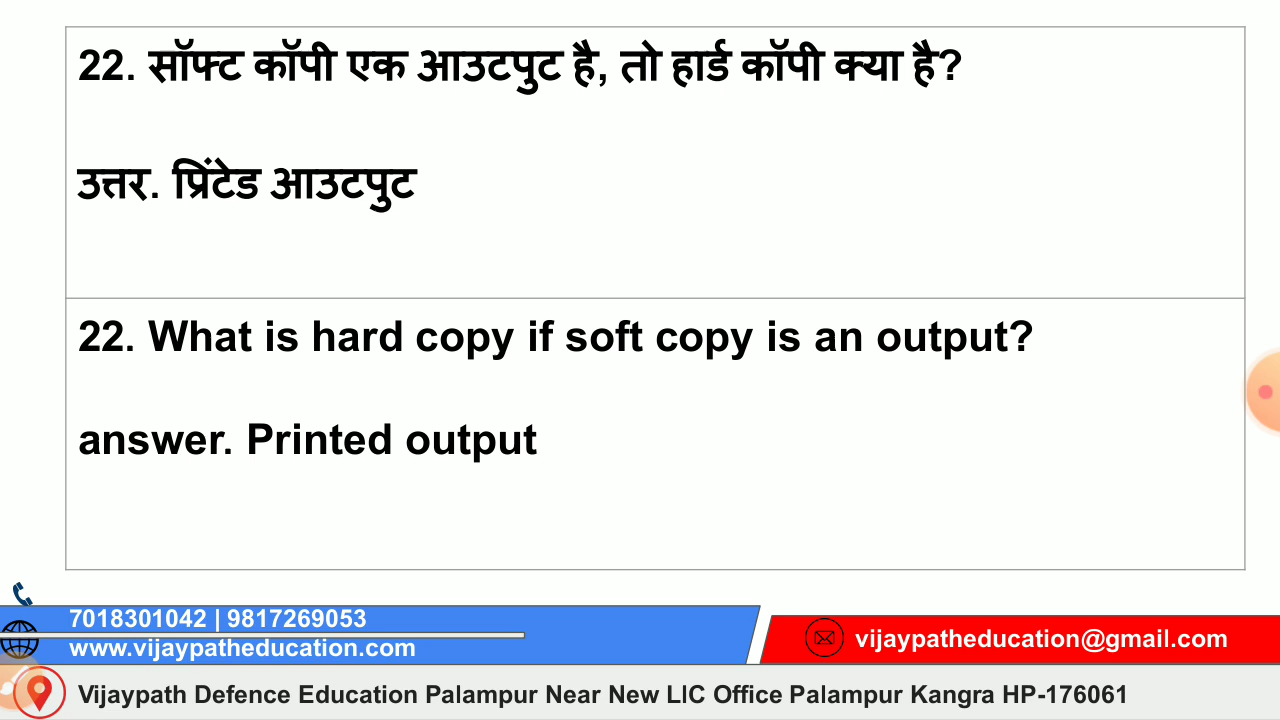 22. सॉफ्ट कॉपी एक आउटपुट है, तो हार्ड कॉपी क्या है?
उत्तर. प्रिंटेड आउटपुट
22. What is hard copy if soft copy is an output?
answer. Printed output
7018301042 | 9817269053
www.vijaypatheducation.com
vijaypatheducation@gmail.com
Vijaypath Defence Education Palampur Near New LIC Office Palampur Kangra HP-176061